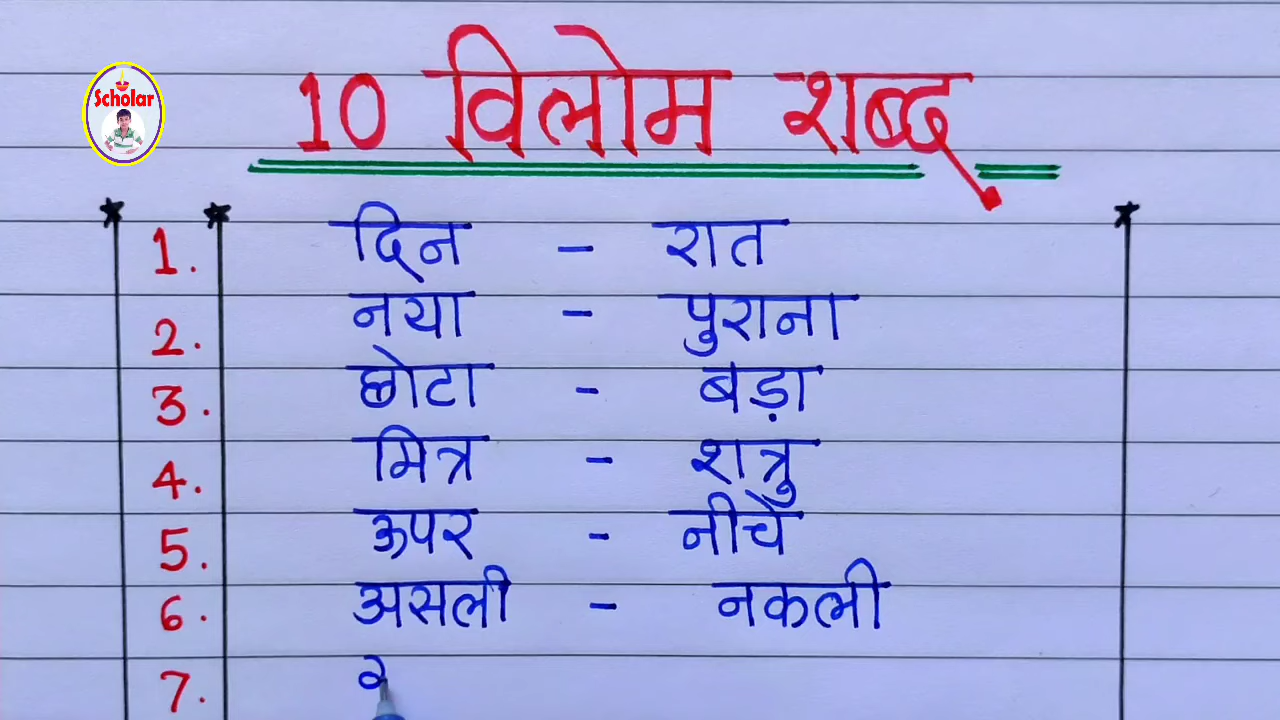 Scholar
10 विलोम शब्द
1. दिन - रात
2. नया - पुराना
3. छोटा - बड़ा
4. मित्र - शत्रु
5. ऊपर - नीचे
6. असली - नकली
7.